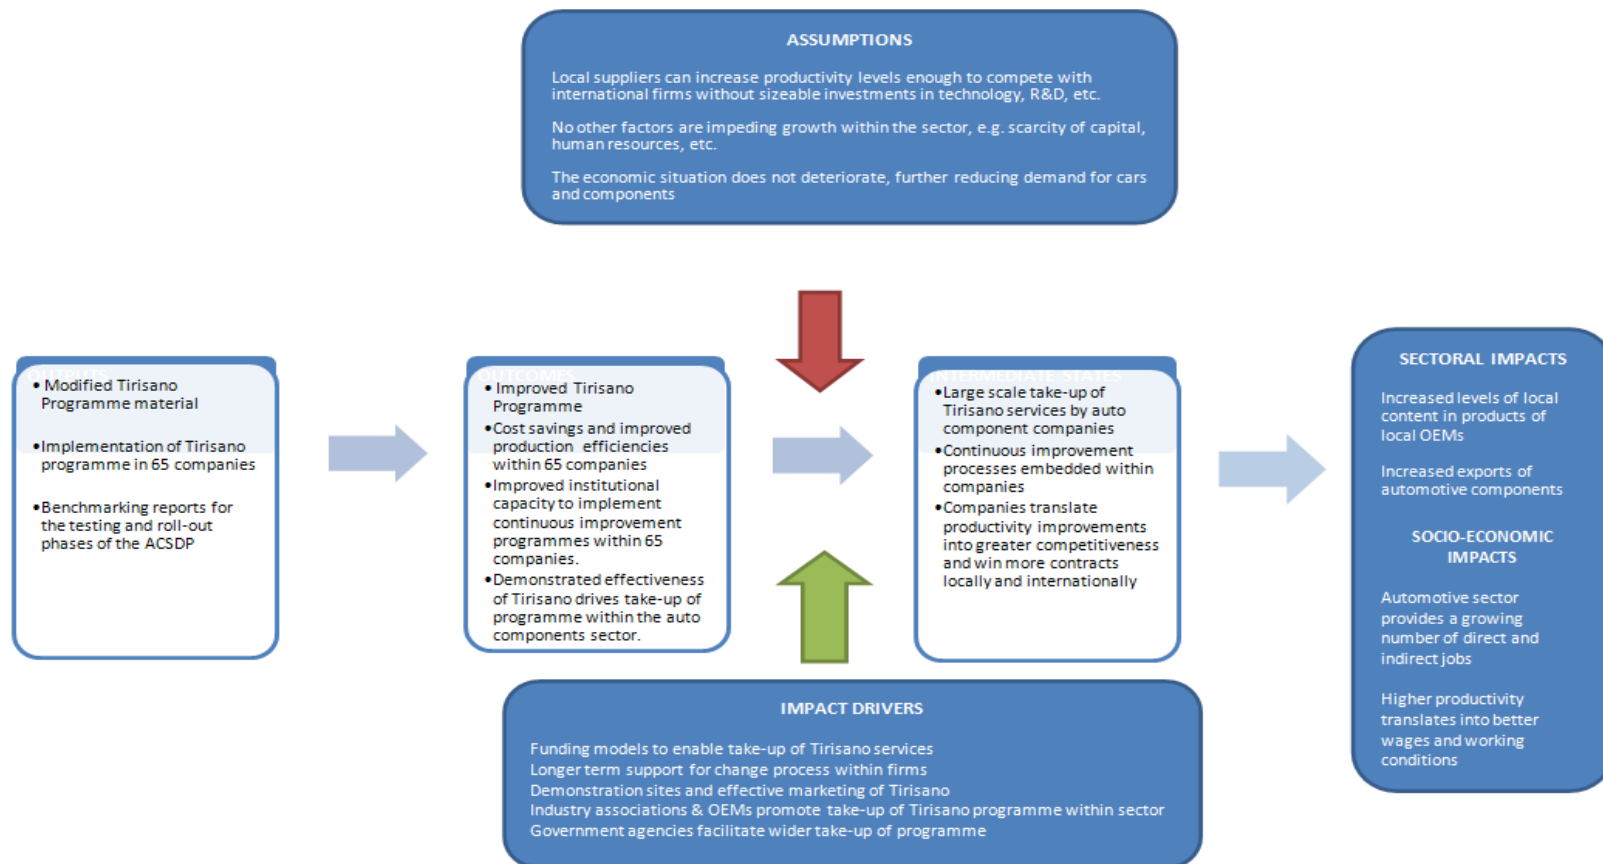 ASSUMPTIONS
Local suppliers can increase productivity levels enough to compete with
international firms without sizeable investments in technology, R&D, etc.
No other factors are impeding growth within the sector, e.g. scarcity of capital,
human resources, etc.
The economic situation does not deteriorate, further reducing demand for cars
and components
OUTPUTS
• Modified Tirisano
Programme material
•Implementation of Tirisano
programme in 65 companies
•Benchmarking reports for
the testing and roll-out
phases of the ACSDP
OUTCOMES
• Improved Tirisano
Programme
•Cost savings and improved
production efficiencies
within 65 companies
•Improved institutional
capacity to implement
continuous improvement
programmes within 65
companies.
•Demonstrated effectiveness
of Tirisano drives take-up of
programme within the auto
components sector.
INTERMEDIATE STATES
•Large scale take-up of
Tirisano services by auto
component companies
•Continuous improvement
processes embedded within
companies
•Companies translate
productivity improvements
into greater competitiveness
and win more contracts
locally and internationally
SECTORAL IMPACTS
Increased levels of local
content in products of
local OEMs
Increased exports of
automotive components
SOCIO-ECONOMIC
IMPACTS
Automotive sector
provides a growing
number of direct and
indirect jobs
Higher productivity
translates into better
wages and working
conditions
IMPACT DRIVERS
Funding models to enable take-up of Tirisano services
Longer term support for change process within firms
Demonstration sites and effective marketing of Tirisano
Industry associations & OEMs promote take-up of Tirisano programme within sector
Government agencies facilitate wider take-up of programme